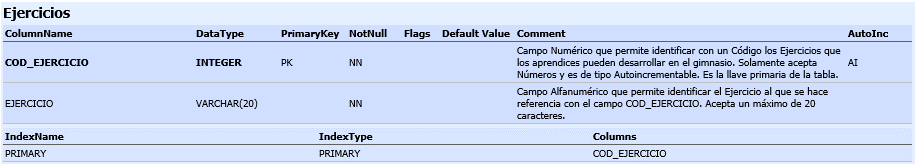 Ejercicios
ColumnName DataType PrimaryKey NotNull Flags Default Value Comment AutoInc
COD_EJERCICIO INTEGER PK NN Campo Numérico que permite identificar con un Código los Ejercicios que los aprendices pueden desarrollar en el gimnasio. Solamente acepta Números y es de tipo Autoincrementable. Es la llave primaria de la tabla. AI
EJERCICIO VARCHAR(20) NN Campo Alfanumérico que permite identificar el Ejercicio al que se hace referencia con el campo COD_EJERCICIO. Acepta un máximo de 20 caracteres.
IndexName IndexType Columns
PRIMARY PRIMARY COD_EJERCICIO